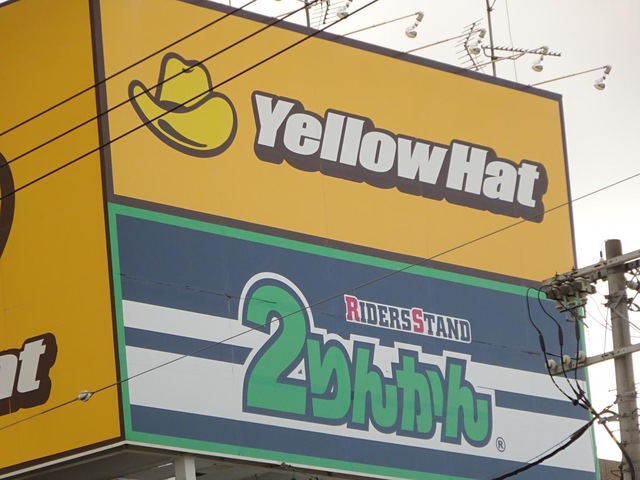 Yellow Hat
RIDERS STAND
2りんかん
®
at